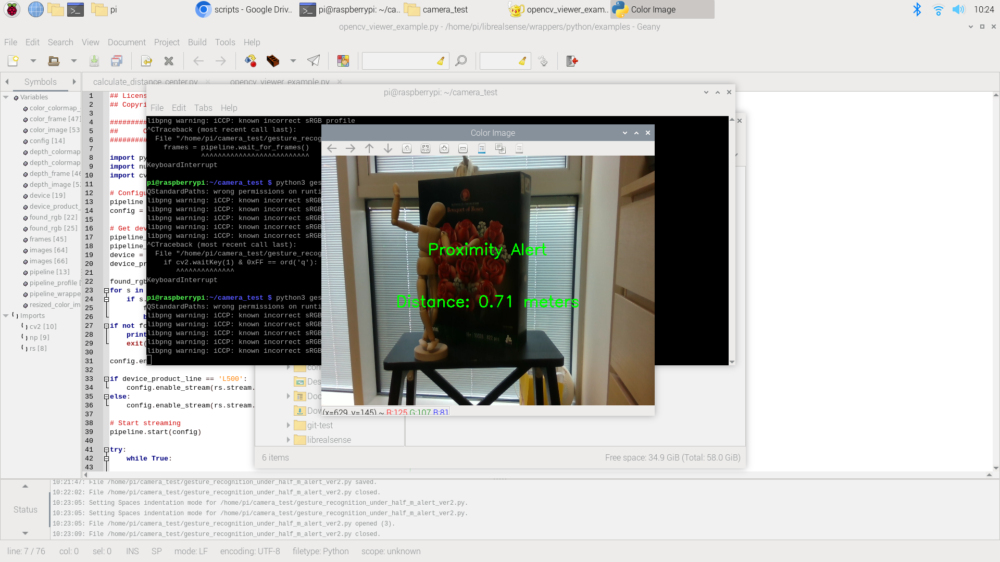 pi
scripts - Google Driv..
pi@raspberrypi: ~/ca..
camera_test
opencv_viewer_exam..
Color Image
10:24
opencv_viewer_example.py - /home/pi/librealsense/wrappers/python/examples - Geany
File Edit Search View Document Project Build Tools Help
Symbols
calculate_distance_center.py
opencv_viewer_example.py
Variables
color_colormap_
color_frame [47]
color_image [53
config [14]
depth_colormap
depth_colormap
depth_frame [46
depth_image [52
device [19]
device_product_
found_rgb [22]
found_rgb [25]
frames [45]
images [64]
images [66]
pipeline [13]
pipeline_profile [
pipeline_wrappe
resized_color_im
Imports
cv2 [10]
np [9]
rs [8]
1 ## Licens
2 ## Copyri
3
4 #########
5 ## O
6 #########
7
8 import py
9 import nu
10 import cv
11
12 # Configu
13 pipeline
14 config =
15
16 # Get dev
17 pipeline_
18 pipeline_
19 device =
20 device_pr
21
22 found_rgb
23 for s in
24 if s.
25 f
26 b
27 if not fo
28 print
29 exit(
30
31 config.en
32
33 if device_product_line == 'L500':
34 config.enable_stream(rs.stream.
35 else:
36 config.enable_stream(rs.stream.
37
38 # Start streaming
39 pipeline.start(config)
40
41 try:
42 while True:
43
pi@raspberrypi: ~/camera_test
File Edit Tabs Help
libpng warning: iCCP: known incorrect sRGB profile
^CTraceback (most recent call last):
File "/home/pi/camera_test/gesture_recog
frames = pipeline.wait_for_frames()
^^^^^^^^^^^^^^^^^^^^^^^^^^
KeyboardInterrupt
pi@raspberrypi:~/camera_test $ python3 ges
QStandardPaths: wrong permissions on runti
libpng warning: iCCP: known incorrect sRGB
libpng warning: iCCP: known incorrect sRGB
libpng warning: iCCP: known incorrect sRGB
libpng warning: iCCP: known incorrect sRGB
libpng warning: iCCP: known incorrect sRGB
^CTraceback (most recent call last):
File "/home/pi/camera_test/gesture_recog
if cv2.waitKey(1) & 0xFF == ord('q'):
^^^^^^^^^^^^^^
KeyboardInterrupt
pi@raspberrypi:~/camera_test $ python3 ges
QStandardPaths: wrong permissions on runti
libpng warning: iCCP: known incorrect sRGB
libpng warning: iCCP: known incorrect sRGB
libpng warning: iCCP: known incorrect sRGB
libpng warning: iCCP: known incorrect sRGB
libpng warning: iCCP: known incorrect sRGB
Color Image
Bouquet of Roses
Proximity Alert
Distance: 0.71 meters
(x=629, y=145) ~ R:125 G:107 B:81
con
Des
Doc
Dow
git-test
librealsense
6 items
Free space: 34.9 GiB (Total: 58.0 GiB)
Status
10:21:47: File /home/pi/camera_test/gesture_recognition_under_half_m_alert_ver2.py saved.
10:22:02: File /home/pi/camera_test/gesture_recognition_under_half_m_alert_ver2.py closed.
10:23:05: Setting Spaces indentation mode for /home/pi/camera_test/gesture_recognition_under_half_m_alert_ver2.py.
10:23:05: Setting Spaces indentation mode for /home/pi/camera_test/gesture_recognition_under_half_m_alert_ver2.py.
10:23:05: File /home/pi/camera_test/gesture_recognition_under_half_m_alert_ver2.py opened (3).
10:23:09: File /home/pi/camera_test/gesture_recognition_under_half_m_alert_ver2.py closed.
line: 7 / 76 col: 0 sel: 0 INS SP mode: LF encoding: UTF-8 filetype: Python scope: unknown